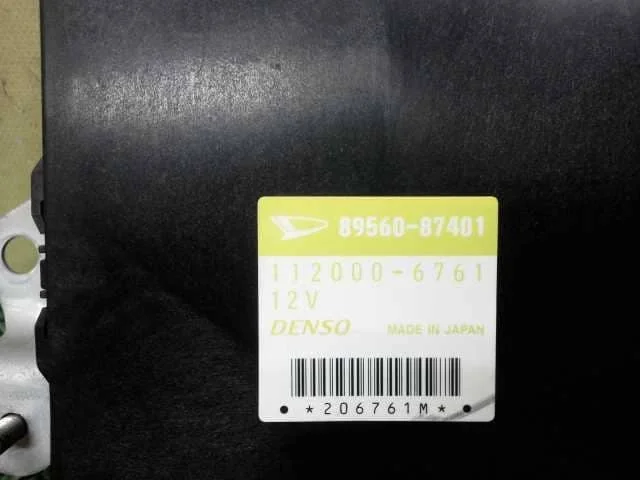 89560-87401
112000-6761
12V
DENSO MADE IN JAPAN
*206761M*